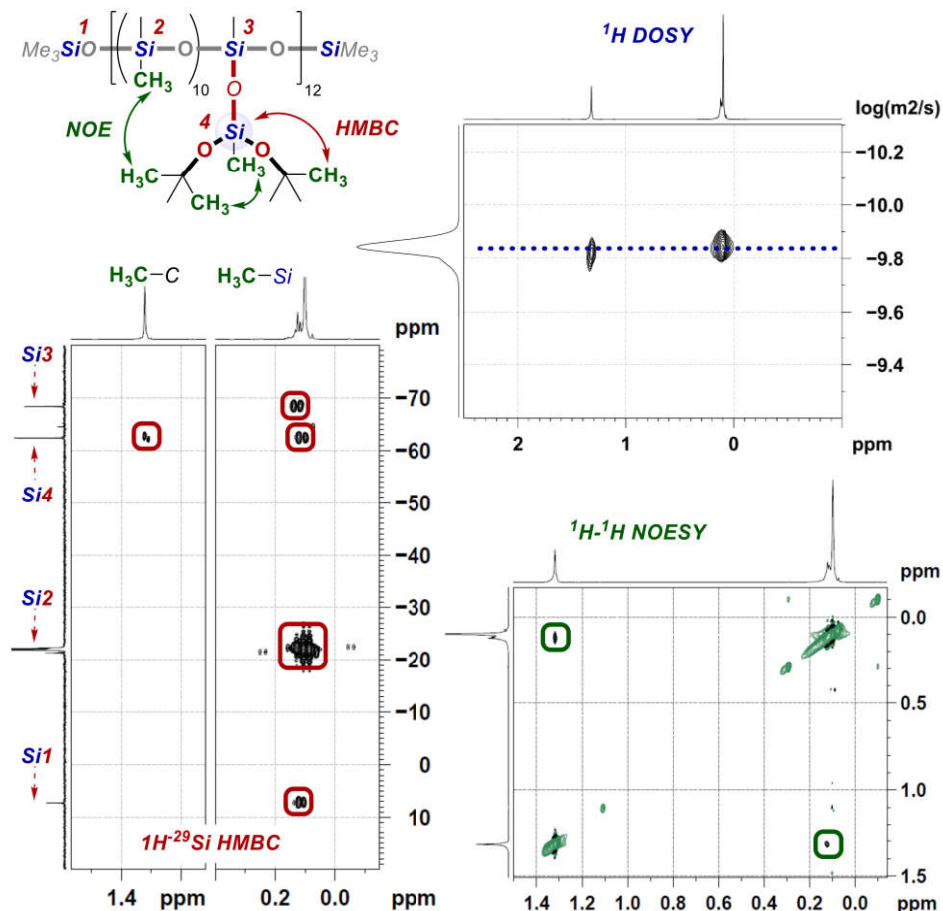 1 2 3
Me3SiO Si O Si O SiMe3
CH3 10 O 12
NOE 4 Si HMBC
O CH3 O
H3C CH3
CH3
1H DOSY
log(m2/s)
−10.2
−10.0
−9.8
−9.6
−9.4
2 1 0 ppm
H3C–C H3C–Si
ppm
Si3
−70
−60
Si4
−50
−40
Si2
−30
−20
−10
Si1
0
10
1H-29Si HMBC
1.4 ppm 0.2 0.0 ppm
1H-1H NOESY
ppm
0.0
0.5
1.0
1.5
1.4 1.2 1.0 0.8 0.6 0.4 0.2 0.0 ppm